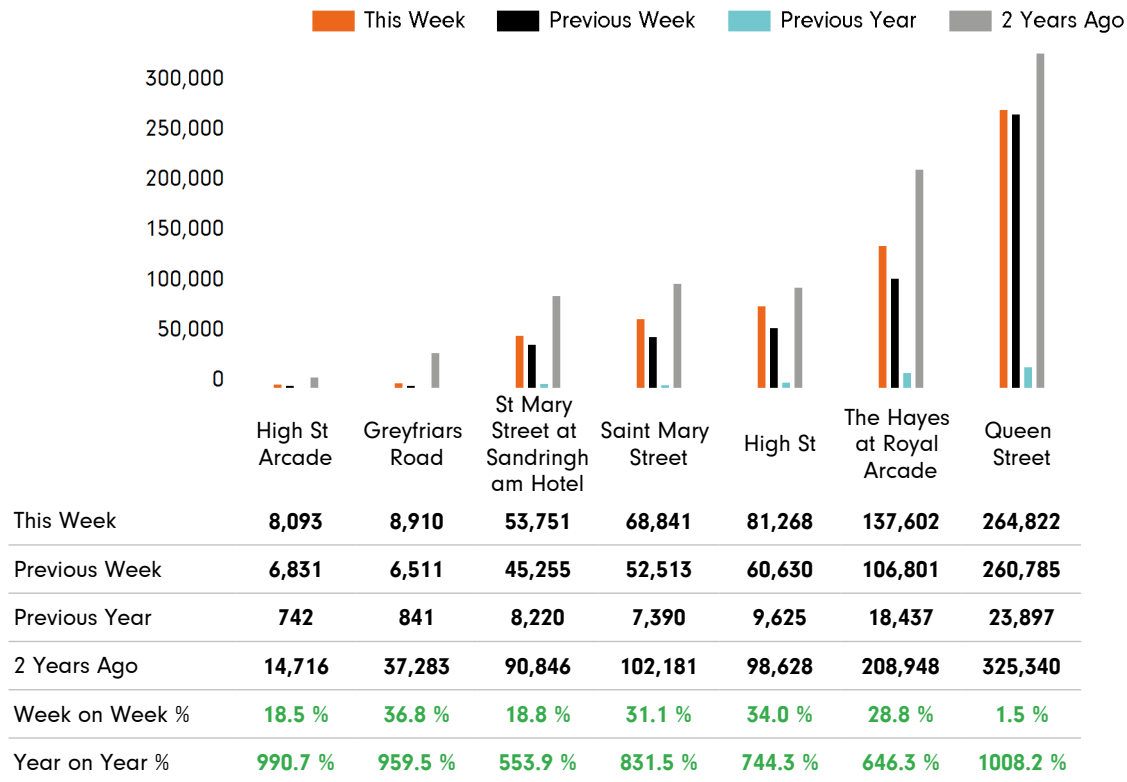 This Week Previous Week Previous Year 2 Years Ago
300,000
250,000
200,000
150,000
100,000
50,000
0
High St
Arcade
Greyfriars
Road
St Mary
Street at
Sandringh
am Hotel
Saint Mary
Street
High St
The Hayes
at Royal
Arcade
Queen
Street
This Week 8,093 8,910 53,751 68,841 81,268 137,602 264,822
Previous Week 6,831 6,511 45,255 52,513 60,630 106,801 260,785
Previous Year 742 841 8,220 7,390 9,625 18,437 23,897
2 Years Ago 14,716 37,283 90,846 102,181 98,628 208,948 325,340
Week on Week % 18.5 % 36.8 % 18.8 % 31.1 % 34.0 % 28.8 % 1.5 %
Year on Year % 990.7 % 959.5 % 553.9 % 831.5 % 744.3 % 646.3 % 1008.2 %